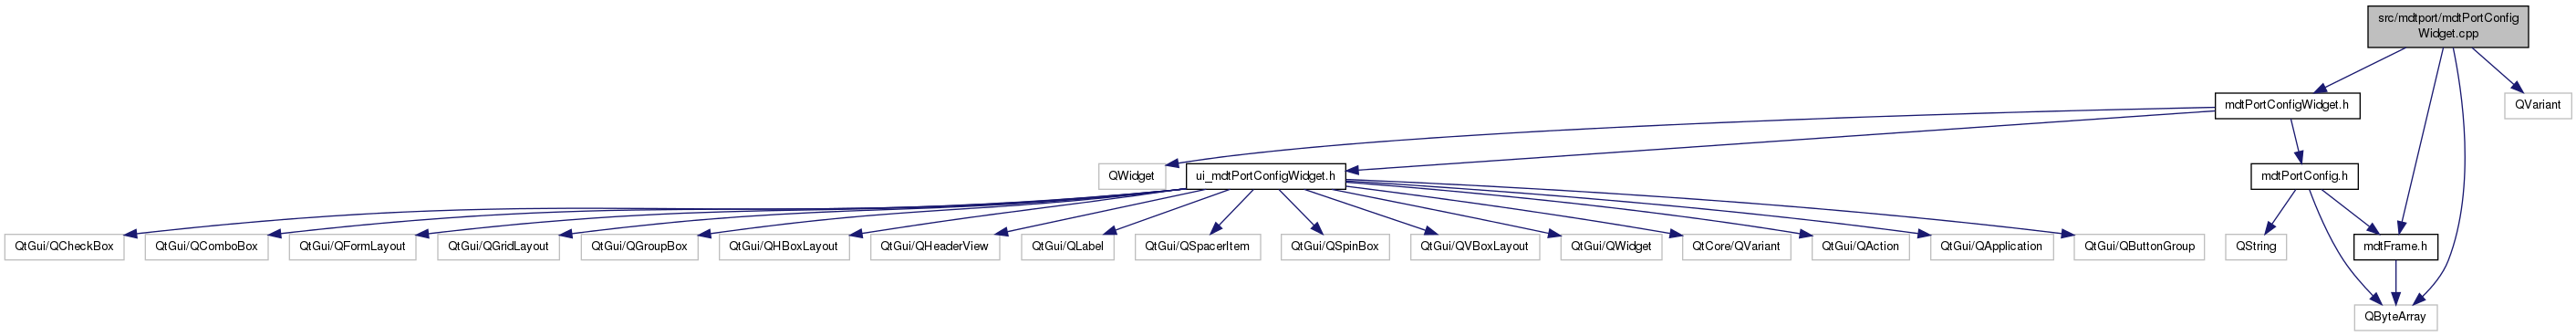 src/mdtport/mdtPortConfig
Widget.cpp
mdtPortConfigWidget.h
QVariant
QWidget
ui_mdtPortConfigWidget.h
mdtPortConfig.h
QtGui/QCheckBox
QtGui/QComboBox
QtGui/QFormLayout
QtGui/QGridLayout
QtGui/QGroupBox
QtGui/QHBoxLayout
QtGui/QHeaderView
QtGui/QLabel
QtGui/QSpacerItem
QtGui/QSpinBox
QtGui/QVBoxLayout
QtGui/QWidget
QtCore/QVariant
QtGui/QAction
QtGui/QApplication
QtGui/QButtonGroup
QString
mdtFrame.h
QByteArray